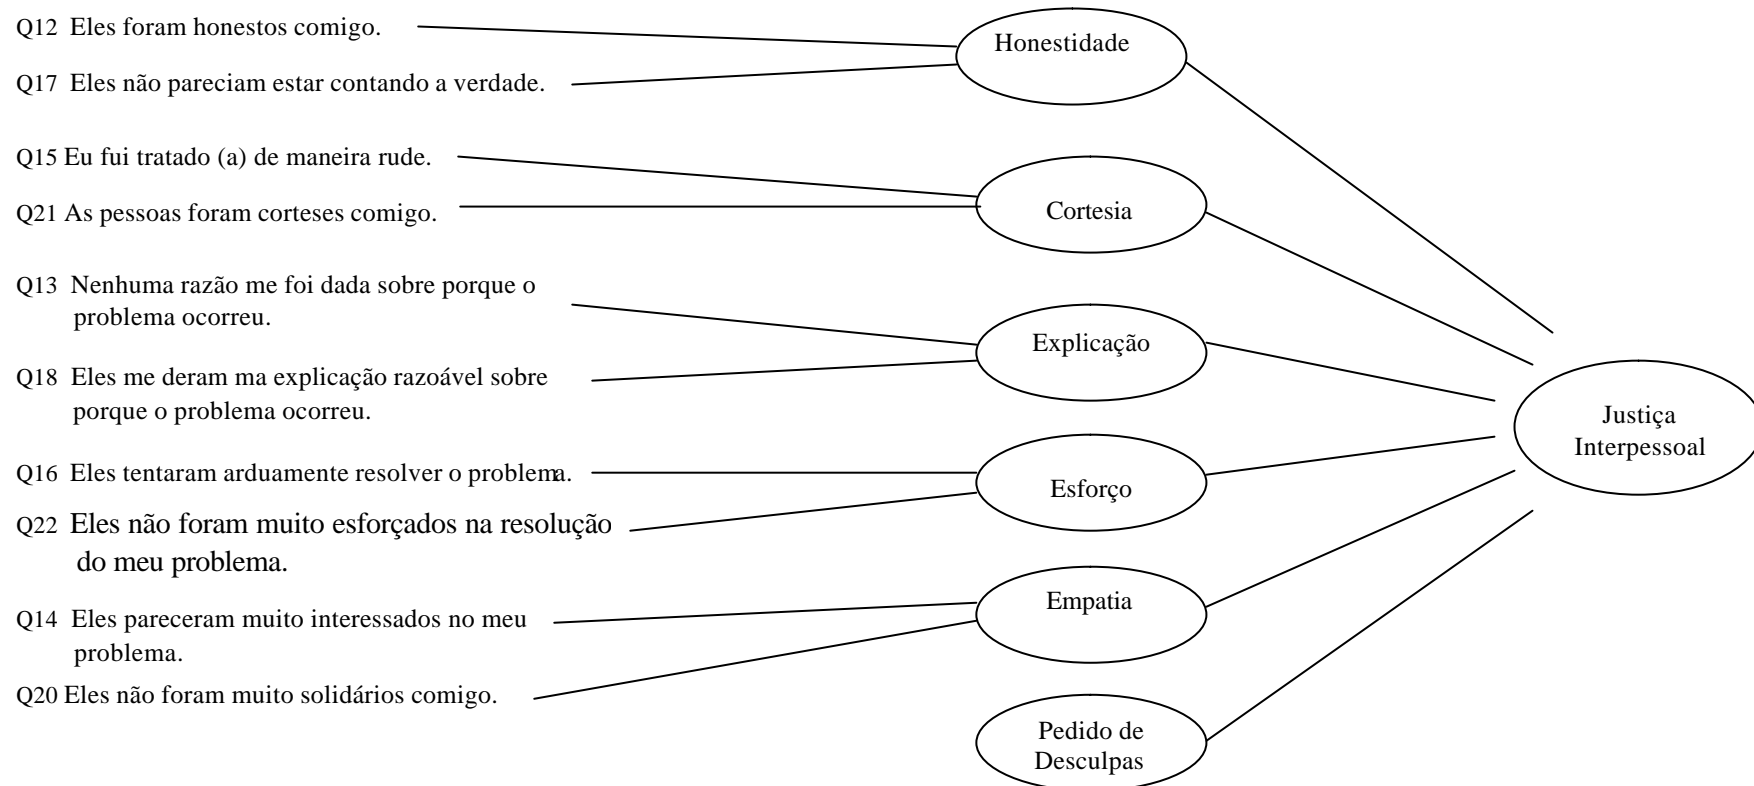 Q12 Eles foram honestos comigo.
Honestidade
Q17 Eles não pareciam estar contando a verdade.
Q15 Eu fui tratado (a) de maneira rude.
Cortesia
Q21 As pessoas foram corteses comigo.
Q13 Nenhuma razão me foi dada sobre porque o
problema ocorreu.
Explicação
Q18 Eles me deram ma explicação razoável sobre
porque o problema ocorreu.
Justiça
Interpessoal
Q16 Eles tentaram arduamente resolver o problema.
Esforço
Q22 Eles não foram muito esforçados na resolução
do meu problema.
Empatia
Q14 Eles pareceram muito interessados no meu
problema.
Q20 Eles não foram muito solidários comigo.
Pedido de
Desculpas